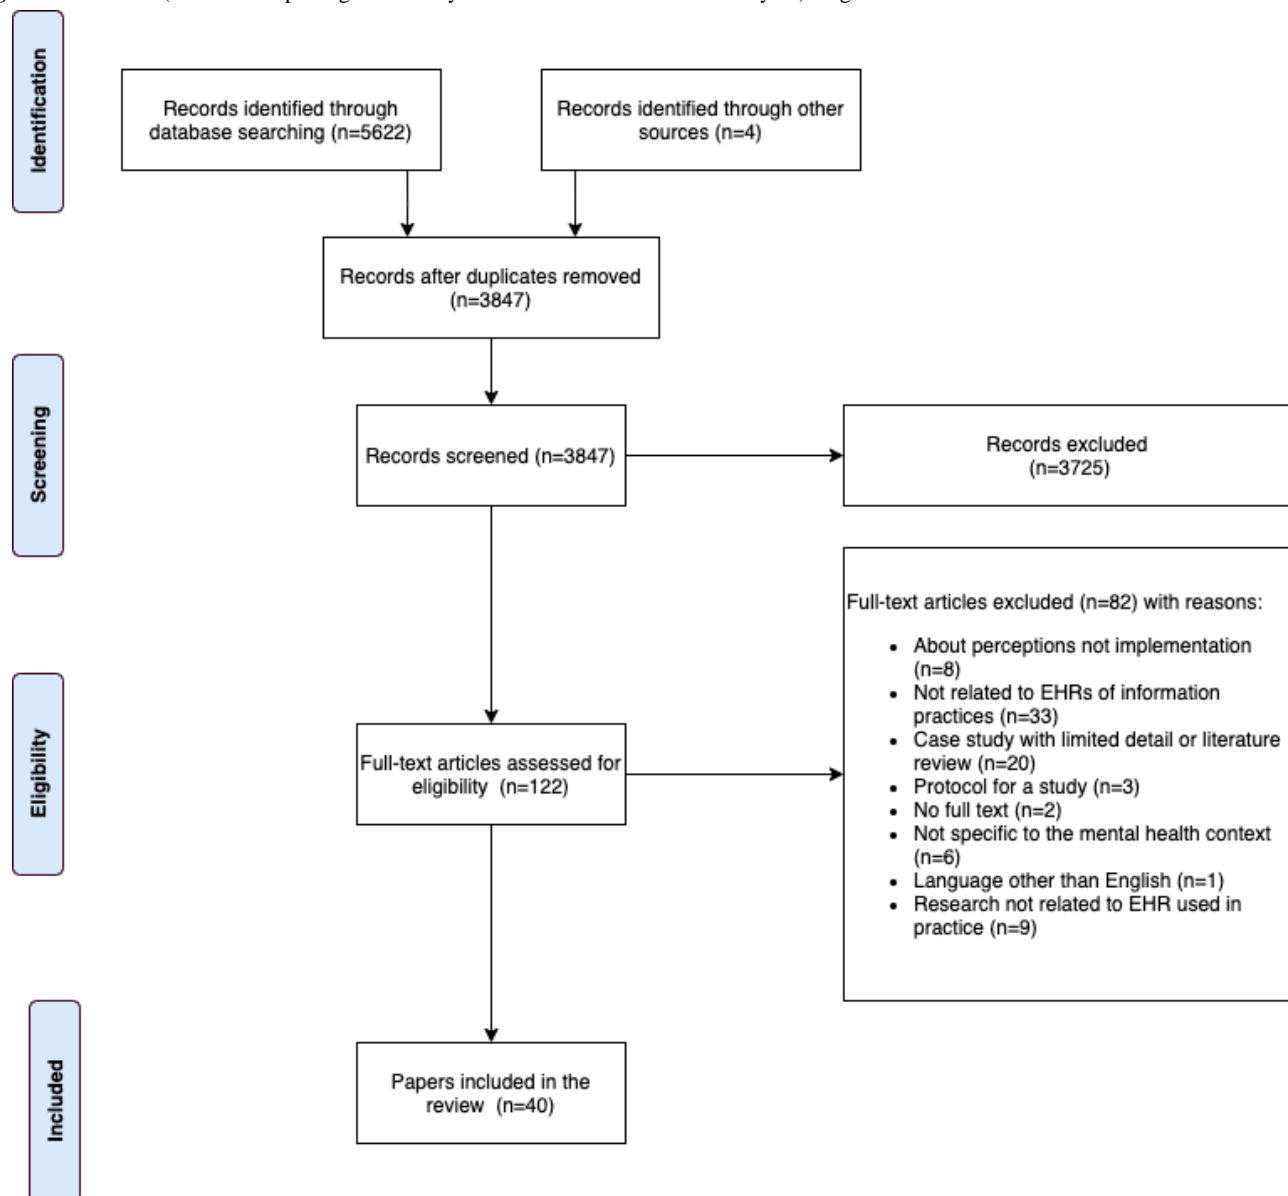 Identification
Records identified through
database searching (n=5622)
Records identified through other
sources (n=4)
Records after duplicates removed
(n=3847)
Screening
Records screened (n=3847)
Records excluded
(n=3725)
Eligibility
Full-text articles assessed for
eligibility (n=122)
Full-text articles excluded (n=82) with reasons:
• About perceptions not implementation
(n=8)
• Not related to EHRs of information
practices (n=33)
• Case study with limited detail or literature
review (n=20)
• Protocol for a study (n=3)
• No full text (n=2)
• Not specific to the mental health context
(n=6)
• Language other than English (n=1)
• Research not related to EHR used in
practice (n=9)
Included
Papers included in the
review (n=40)